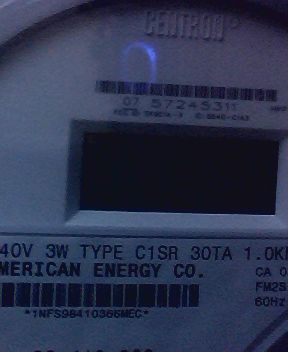 CENTRON
07 57245311
40V 3W TYPE C1SR 30TA 1.0K
MERICAN ENERGY CO.
CA 0
FM2S
60Hz
*1NFS98410366MEC*